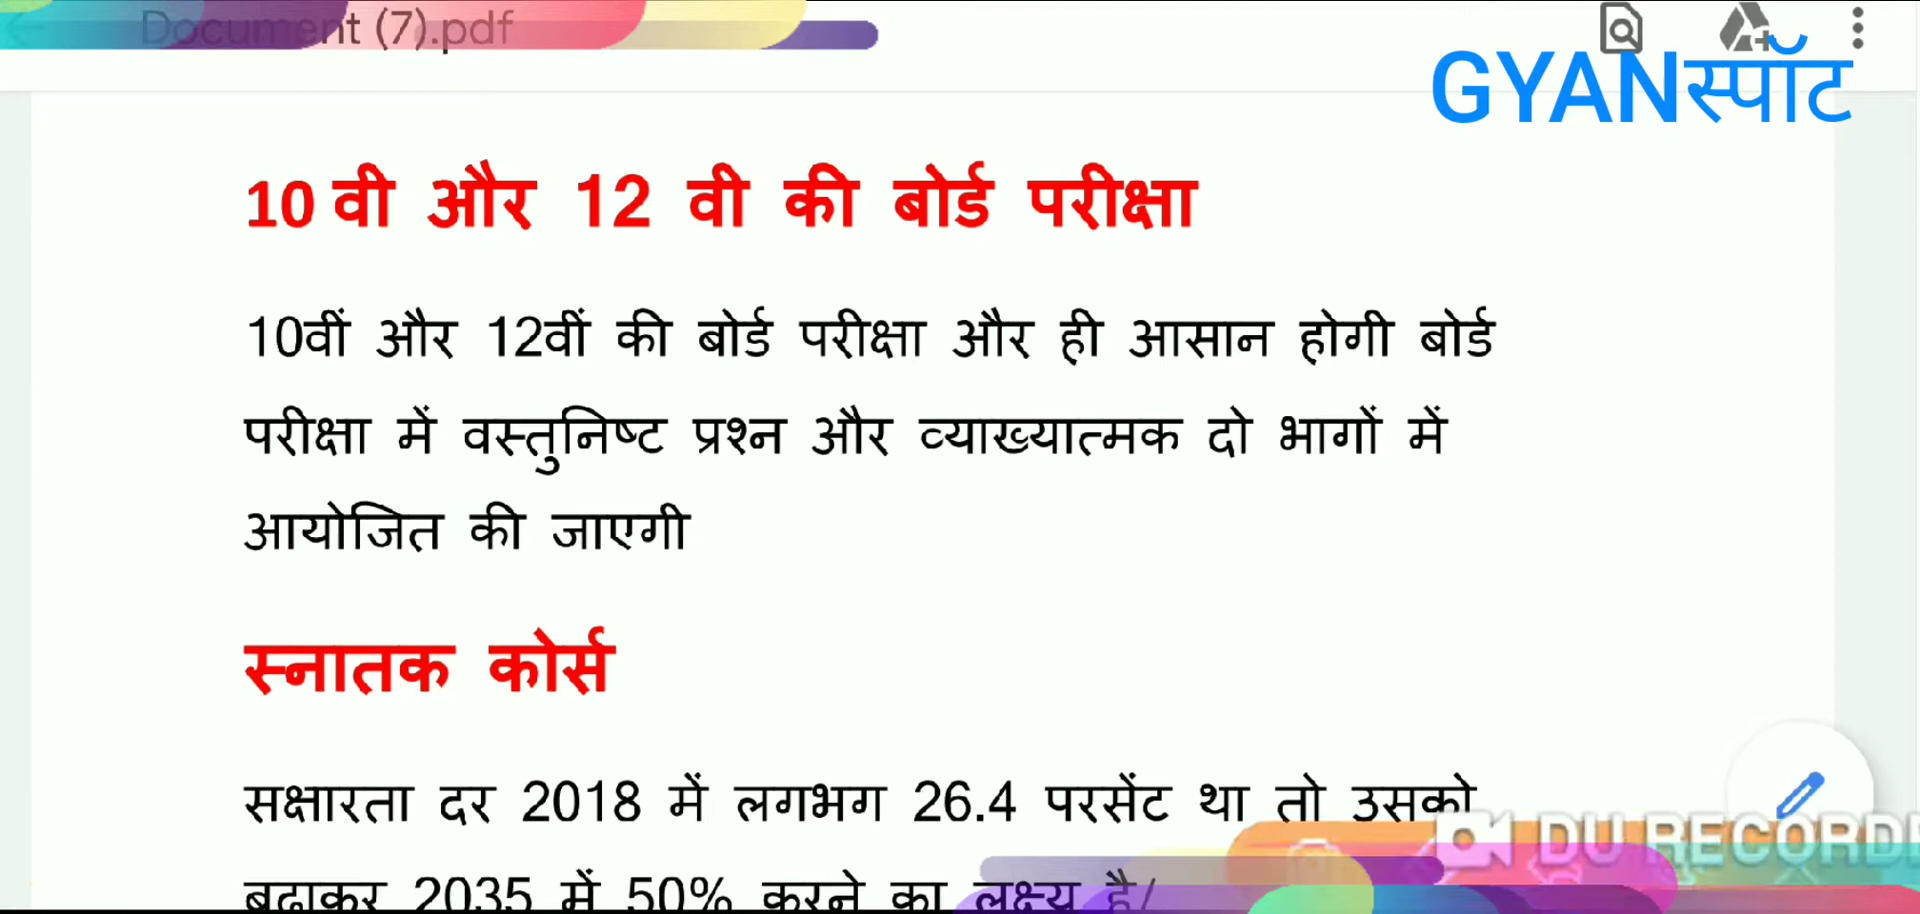 Document (7).pdf
GYANस्पॉट
10 वी और 12 वी की बोर्ड परीक्षा
10वीं और 12वीं की बोर्ड परीक्षा और ही आसान होगी बोर्ड
परीक्षा में वस्तुनिष्ट प्रश्न और व्याख्यात्मक दो भागों में
आयोजित की जाएगी
स्नातक कोर्स
सक्षारता दर 2018 में लगभग 26.4 परसेंट था तो उसको
DU RECORD
बढाकर 2035 में 50% करने का लक्ष्य है/